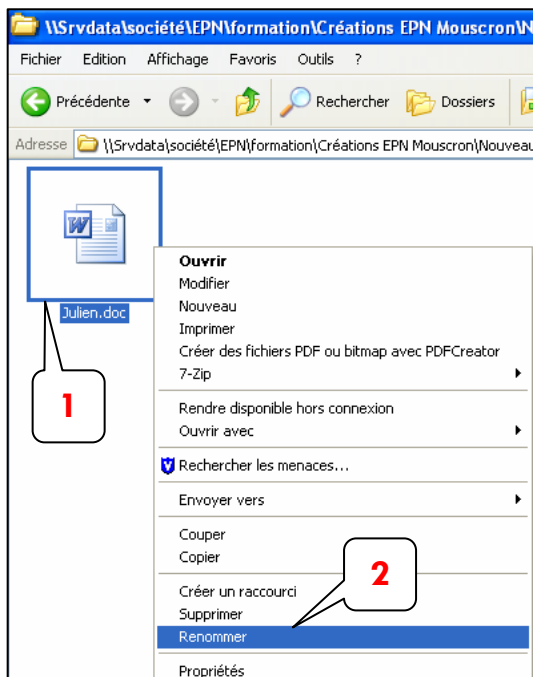 \\Srvdata\société\EPN\formation\Créations EPN Mouscron\N
Fichier Edition Affichage Favoris Outils ?
Précédente Rechercher Dossiers
Adresse \\Srvdata\société\EPN\formation\Créations EPN Mouscron\Nouveau
W
Julien.doc
1
Ouvrir
Modifier
Nouveau
Imprimer
Créer des fichiers PDF ou bitmap avec PDFCreator
7-Zip
Rendre disponible hors connexion
Ouvrir avec
V Rechercher les menaces...
Envoyer vers
Couper
Copier
2
Créer un raccourci
Supprimer
Renommer
Propriétés